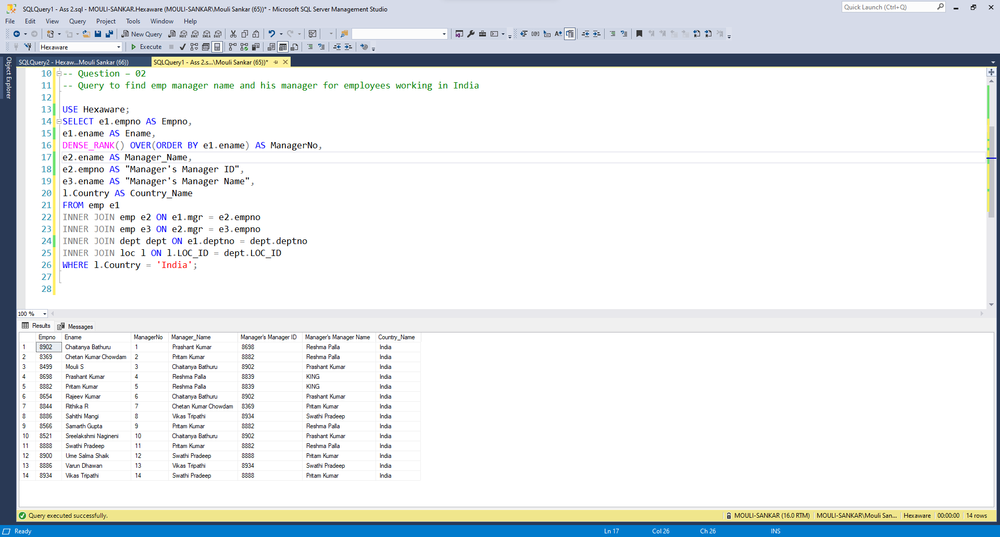 SQLQuery1 - Ass 2.sql - MOULI-SANKAR.Hexaware (MOULI-SANKAR\Mouli Sankar (65))* - Microsoft SQL Server Management Studio
Quick Launch (Ctrl+Q)
File Edit View Query Project Tools Window Help
New Query MDX DMX XMLA DAX
Hexaware Execute
Object Explorer
SQLQuery2 - Hexaw...Mouli Sankar (66)) SQLQuery1 - Ass 2.s...\Mouli Sankar (65))*
10 -- Question – 02
11 -- Query to find emp manager name and his manager for employees working in India
12
13 USE Hexaware;
14 SELECT e1.empno AS Empno,
15 e1.ename AS Ename,
16 DENSE_RANK() OVER(ORDER BY e1.ename) AS ManagerNo,
17 e2.ename AS Manager_Name,
18 e2.empno AS "Manager's Manager ID",
19 e3.ename AS "Manager's Manager Name",
20 l.Country AS Country_Name
21 FROM emp e1
22 INNER JOIN emp e2 ON e1.mgr = e2.empno
23 INNER JOIN emp e3 ON e2.mgr = e3.empno
24 INNER JOIN dept dept ON e1.deptno = dept.deptno
25 INNER JOIN loc l ON l.LOC_ID = dept.LOC_ID
26 WHERE l.Country = 'India';
27
28
100 %
Results Messages
Empno Ename ManagerNo Manager_Name Manager's Manager ID Manager's Manager Name Country_Name
1 8902 Chaitanya Bathuru 1 Prashant Kumar 8698 Reshma Palla India
2 8369 Chetan Kumar Chowdam 2 Pritam Kumar 8882 Reshma Palla India
3 8499 Mouli S 3 Chaitanya Bathuru 8902 Prashant Kumar India
4 8698 Prashant Kumar 4 Reshma Palla 8839 KING India
5 8882 Pritam Kumar 5 Reshma Palla 8839 KING India
6 8654 Rajeev Kumar 6 Chaitanya Bathuru 8902 Prashant Kumar India
7 8844 Rithika R 7 Chetan Kumar Chowdam 8369 Pritam Kumar India
8 8886 Sahithi Mangi 8 Vikas Tripathi 8934 Swathi Pradeep India
9 8566 Samarth Gupta 9 Pritam Kumar 8882 Reshma Palla India
10 8521 Sreelakshmi Nagineni 10 Chaitanya Bathuru 8902 Prashant Kumar India
11 8888 Swathi Pradeep 11 Pritam Kumar 8882 Reshma Palla India
12 8900 Ume Salma Shaik 12 Swathi Pradeep 8888 Pritam Kumar India
13 8886 Varun Dhawan 13 Vikas Tripathi 8934 Swathi Pradeep India
14 8934 Vikas Tripathi 14 Swathi Pradeep 8888 Pritam Kumar India
Query executed successfully. MOULI-SANKAR (16.0 RTM) MOULI-SANKAR\Mouli San... Hexaware 00:00:00 14 rows
Ready Ln 17 Col 26 Ch 26 INS